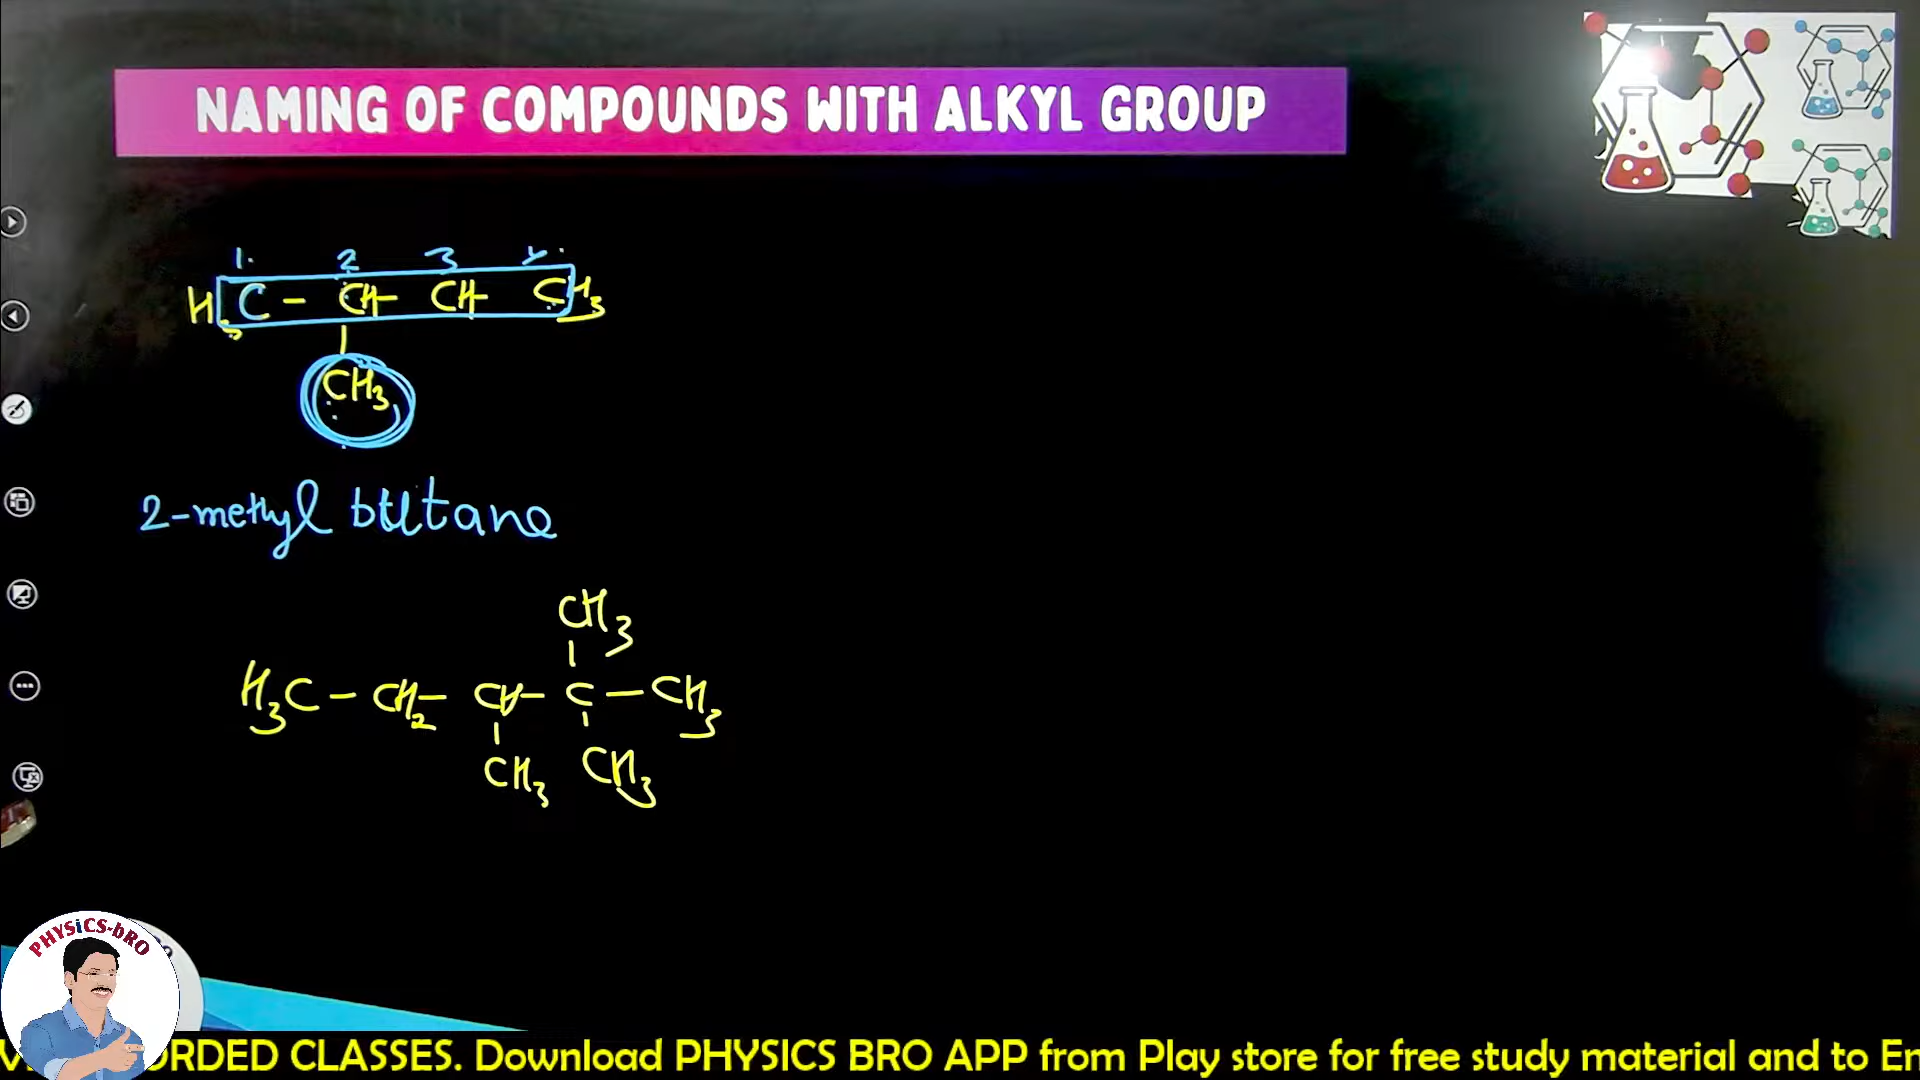 NAMING OF COMPOUNDS WITH ALKYL GROUP
1. 2 3 4
H3C - CH - CH CH3
CH3
2-methyl butane
CH3
H3C - CH2 - CH - C - CH3
CH3 CH3
PHYSiCS-bRO
ORDED CLASSES. Download PHYSICS BRO APP from Play store for free study material and to En